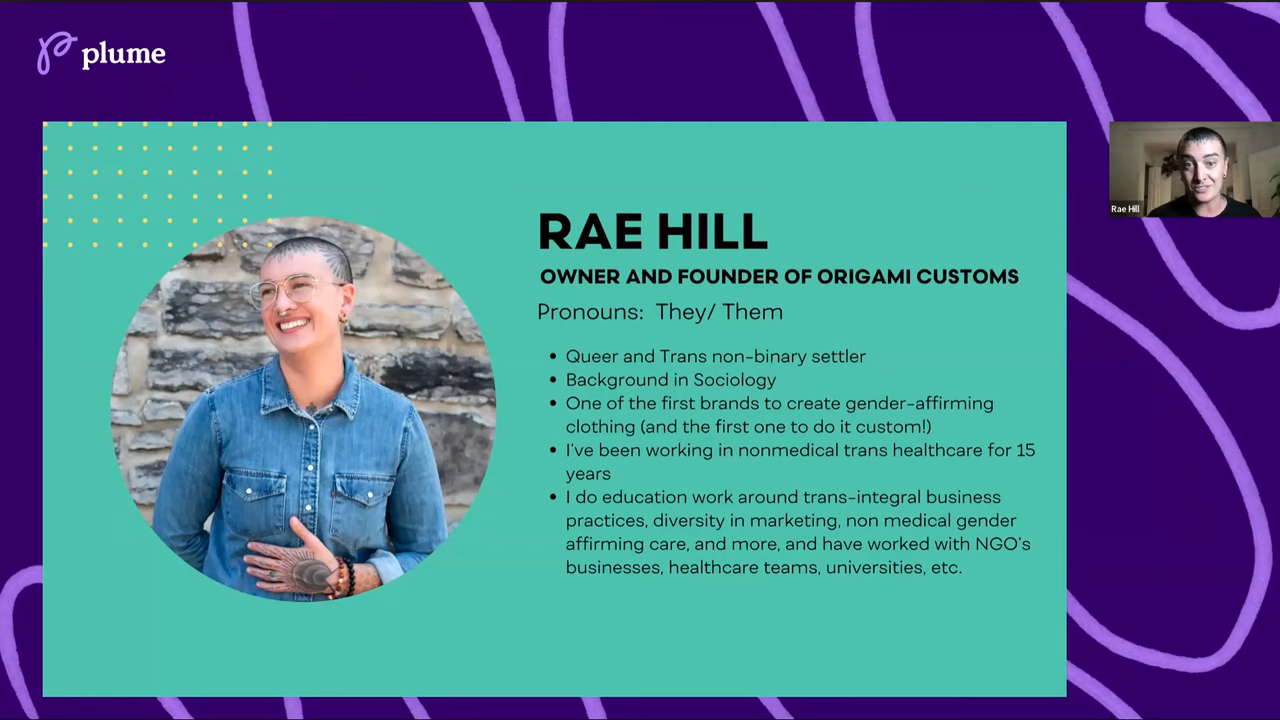 plume
RAE HILL
OWNER AND FOUNDER OF ORIGAMI CUSTOMS
Pronouns: They/ Them
• Queer and Trans non-binary settler
• Background in Sociology
• One of the first brands to create gender-affirming
clothing (and the first one to do it custom!)
• I've been working in nonmedical trans healthcare for 15
years
• I do education work around trans-integral business
practices, diversity in marketing, non medical gender
affirming care, and more, and have worked with NGO's
businesses, healthcare teams, universities, etc.
Rae Hill